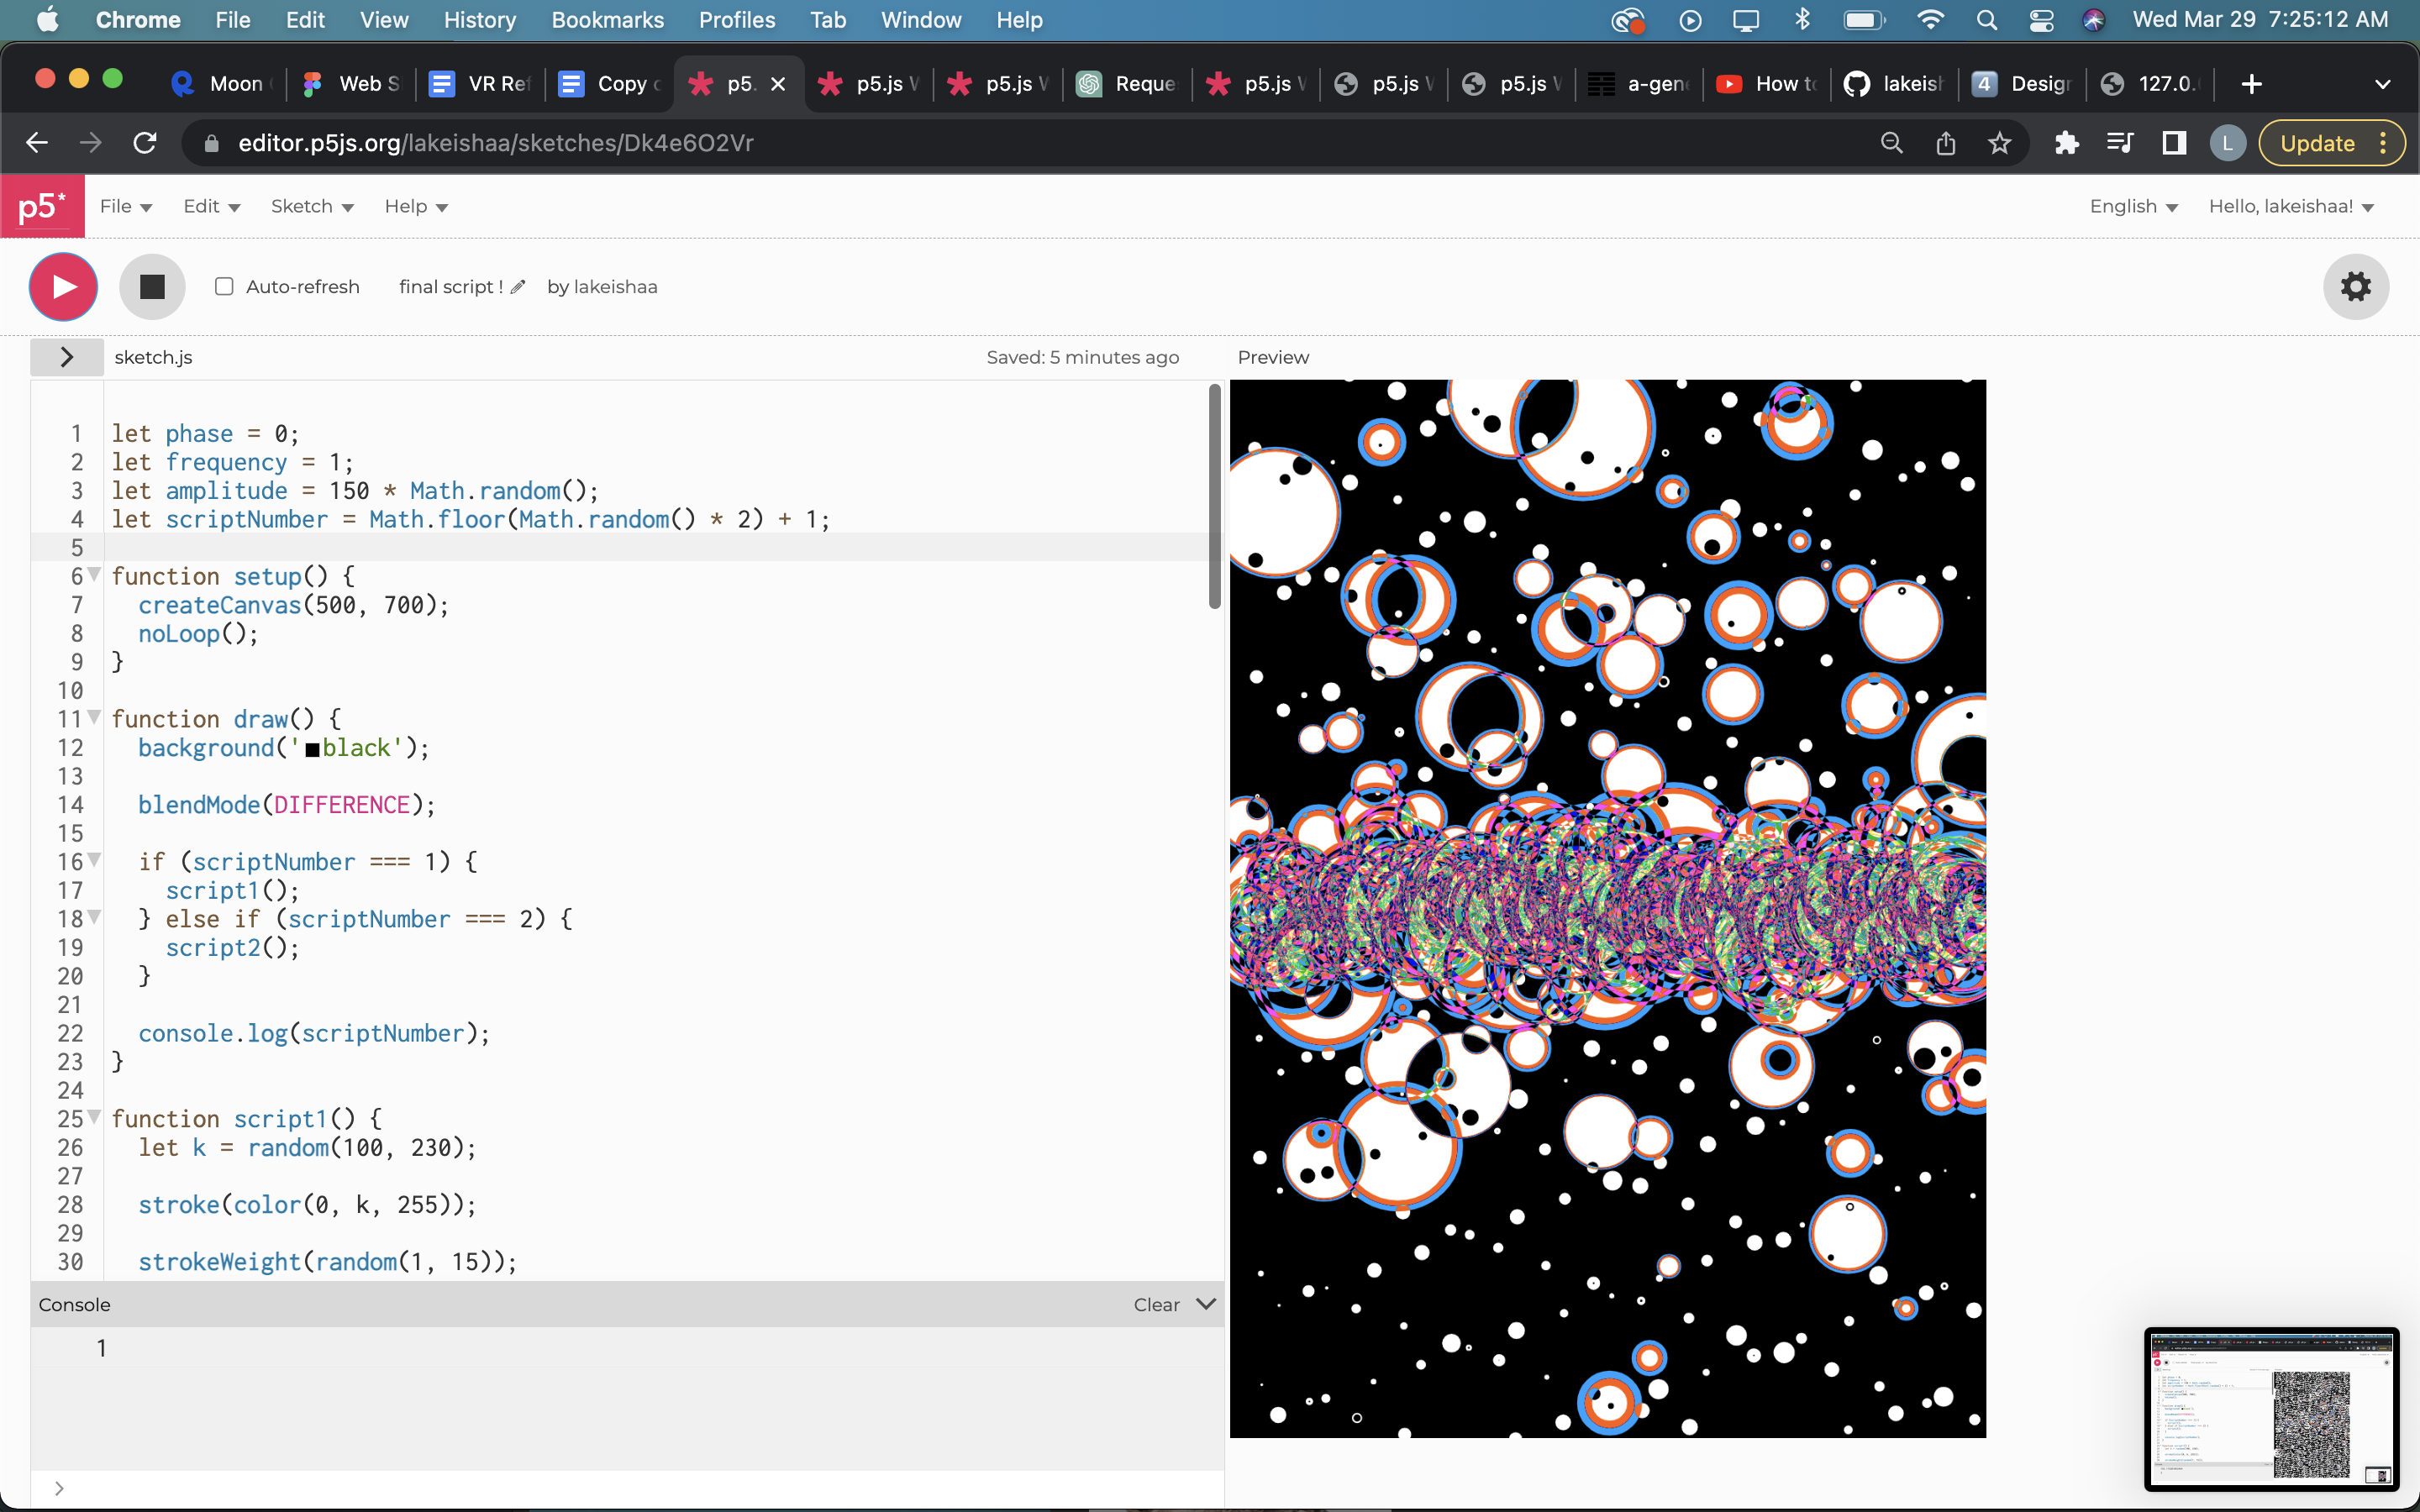 Chrome File Edit View History Bookmarks Profiles Tab Window Help Wed Mar 29 7:25:12 AM
Moon Web S VR Ref Copy p5. p5.js p5.js Reque p5.js p5.js p5.js a-gen How to lakeish 4 Design 127.0.
editor.p5js.org/lakeishaa/sketches/Dk4e6O2Vr L Update
p5* File Edit Sketch Help English Hello, lakeishaa!
Auto-refresh final script ! by lakeishaa
sketch.js Saved: 5 minutes ago Preview
1 let phase = 0;
2 let frequency = 1;
3 let amplitude = 150 * Math.random();
4 let scriptNumber = Math.floor(Math.random() * 2) + 1;
5
6 function setup() {
7 createCanvas(500, 700);
8 noLoop();
9 }
10
11 function draw() {
12 background('black');
13
14 blendMode(DIFFERENCE);
15
16 if (scriptNumber === 1) {
17 script1();
18 } else if (scriptNumber === 2) {
19 script2();
20 }
21
22 console.log(scriptNumber);
23 }
24
25 function script1() {
26 let k = random(100, 230);
27
28 stroke(color(0, k, 255));
29
30 strokeWeight(random(1, 15));
Console Clear
1